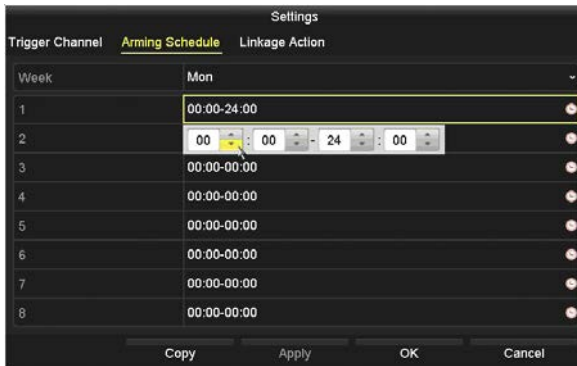 Settings
Trigger Channel Arming Schedule Linkage Action
Week Mon
1 00:00-24:00
2 00 : 00 - 24 : 00
3 00:00-00:00
4 00:00-00:00
5 00:00-00:00
6 00:00-00:00
7 00:00-00:00
8 00:00-00:00
Copy Apply OK Cancel